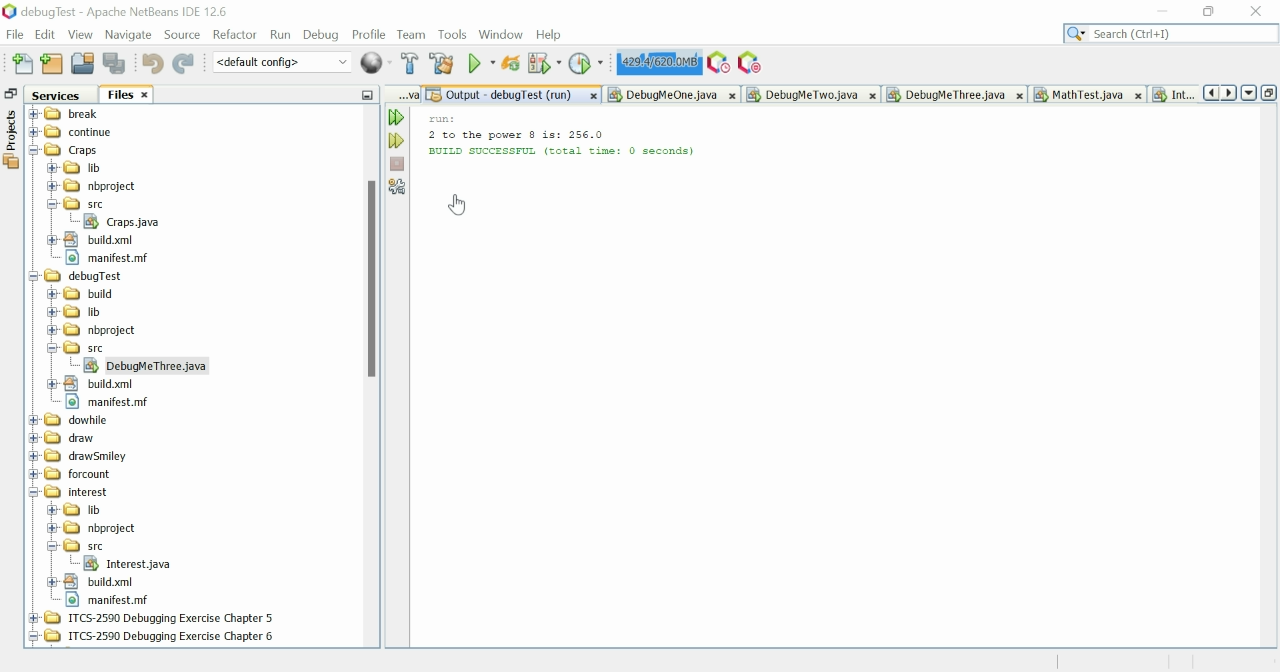 debugTest - Apache NetBeans IDE 12.6
File Edit View Navigate Source Refactor Run Debug Profile Team Tools Window Help
Search (Ctrl+I)
<default config>
429.4/620.0MB
Projects
Services
Files
...va
Output - debugTest (run)
DebugMeOne.java
DebugMeTwo.java
DebugMeThree.java
MathTest.java
Int...
break
continue
Craps
lib
nbproject
src
Craps.java
build.xml
manifest.mf
debugTest
build
lib
nbproject
src
DebugMeThree.java
build.xml
manifest.mf
dowhile
draw
drawSmiley
forcount
interest
lib
nbproject
src
Interest.java
build.xml
manifest.mf
ITCS-2590 Debugging Exercise Chapter 5
ITCS-2590 Debugging Exercise Chapter 6
run:
2 to the power 8 is: 256.0
BUILD SUCCESSFUL (total time: 0 seconds)